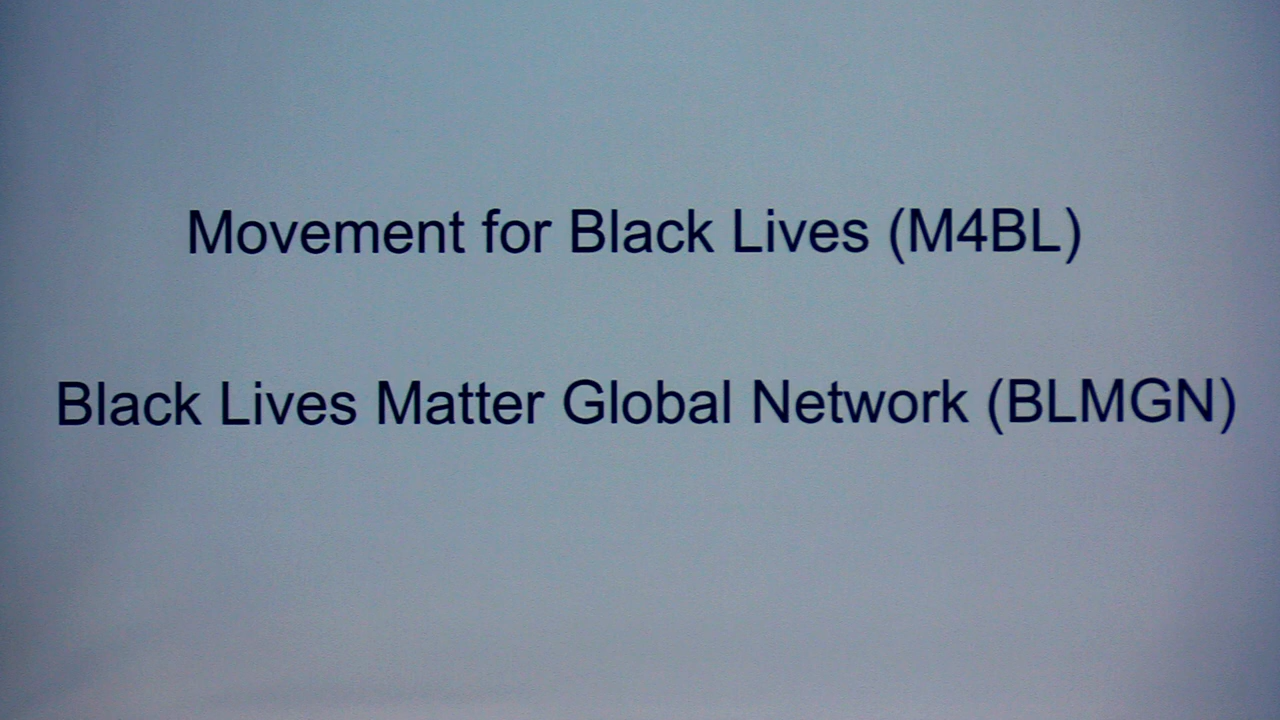 Movement for Black Lives (M4BL)
Black Lives Matter Global Network (BLMGN)